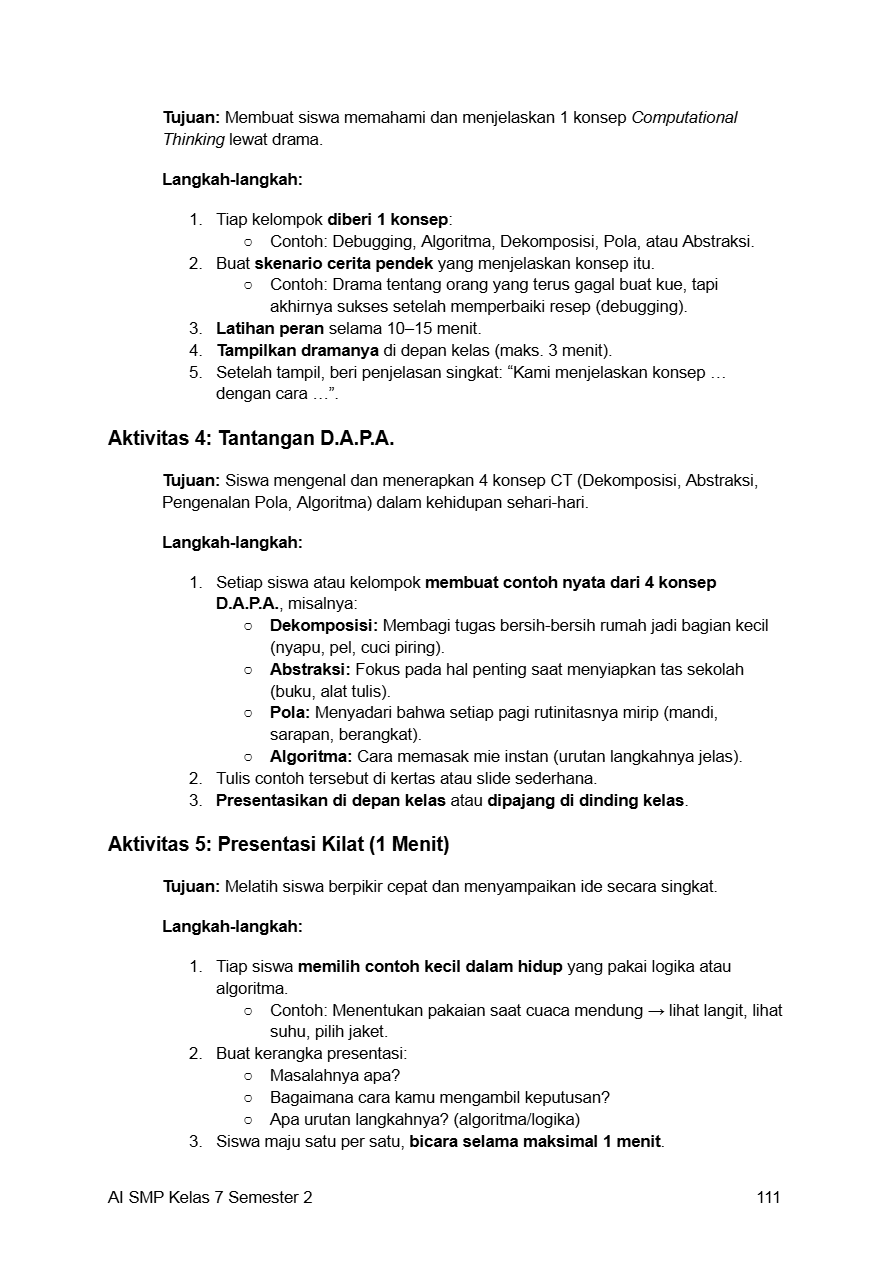 Tujuan: Membuat siswa memahami dan menjelaskan 1 konsep Computational
Thinking lewat drama.
Langkah-langkah:
1. Tiap kelompok diberi 1 konsep:
○ Contoh: Debugging, Algoritma, Dekomposisi, Pola, atau Abstraksi.
2. Buat skenario cerita pendek yang menjelaskan konsep itu.
○ Contoh: Drama tentang orang yang terus gagal buat kue, tapi
akhirnya sukses setelah memperbaiki resep (debugging).
3. Latihan peran selama 10–15 menit.
4. Tampilkan dramanya di depan kelas (maks. 3 menit).
5. Setelah tampil, beri penjelasan singkat: “Kami menjelaskan konsep …
dengan cara …”.
Aktivitas 4: Tantangan D.A.P.A.
Tujuan: Siswa mengenal dan menerapkan 4 konsep CT (Dekomposisi, Abstraksi,
Pengenalan Pola, Algoritma) dalam kehidupan sehari-hari.
Langkah-langkah:
1. Setiap siswa atau kelompok membuat contoh nyata dari 4 konsep
D.A.P.A., misalnya:
○ Dekomposisi: Membagi tugas bersih-bersih rumah jadi bagian kecil
(nyapu, pel, cuci piring).
○ Abstraksi: Fokus pada hal penting saat menyiapkan tas sekolah
(buku, alat tulis).
○ Pola: Menyadari bahwa setiap pagi rutinitasnya mirip (mandi,
sarapan, berangkat).
○ Algoritma: Cara memasak mie instan (urutan langkahnya jelas).
2. Tulis contoh tersebut di kertas atau slide sederhana.
3. Presentasikan di depan kelas atau dipajang di dinding kelas.
Aktivitas 5: Presentasi Kilat (1 Menit)
Tujuan: Melatih siswa berpikir cepat dan menyampaikan ide secara singkat.
Langkah-langkah:
1. Tiap siswa memilih contoh kecil dalam hidup yang pakai logika atau
algoritma.
○ Contoh: Menentukan pakaian saat cuaca mendung → lihat langit, lihat
suhu, pilih jaket.
2. Buat kerangka presentasi:
○ Masalahnya apa?
○ Bagaimana cara kamu mengambil keputusan?
○ Apa urutan langkahnya? (algoritma/logika)
3. Siswa maju satu per satu, bicara selama maksimal 1 menit.
AI SMP Kelas 7 Semester 2 111